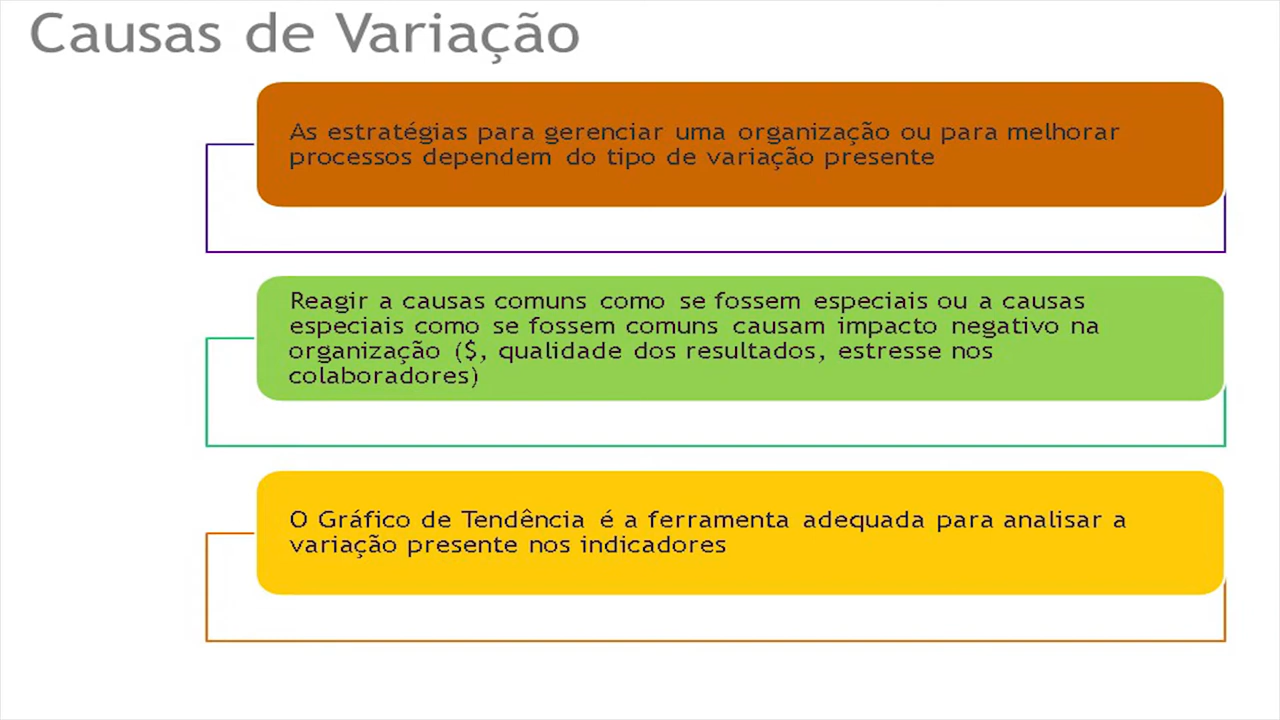 Causas de Variação
As estratégias para gerenciar uma organização ou para melhorar
processos dependem do tipo de variação presente
Reagir a causas comuns como se fossem especiais ou a causas
especiais como se fossem comuns causam impacto negativo na
organização ($, qualidade dos resultados, estresse nos
colaboradores)
O Gráfico de Tendência é a ferramenta adequada para analisar a
variação presente nos indicadores